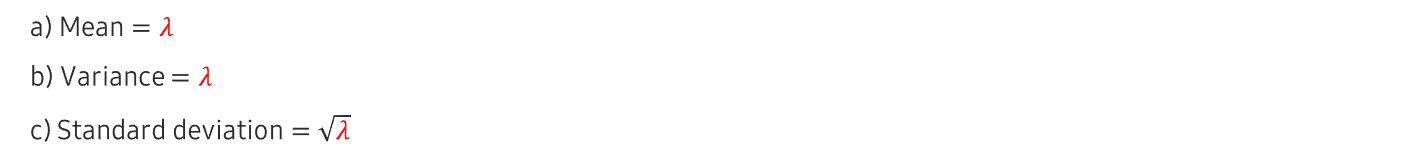 a) Mean = λ
b) Variance = λ
c) Standard deviation = √λ